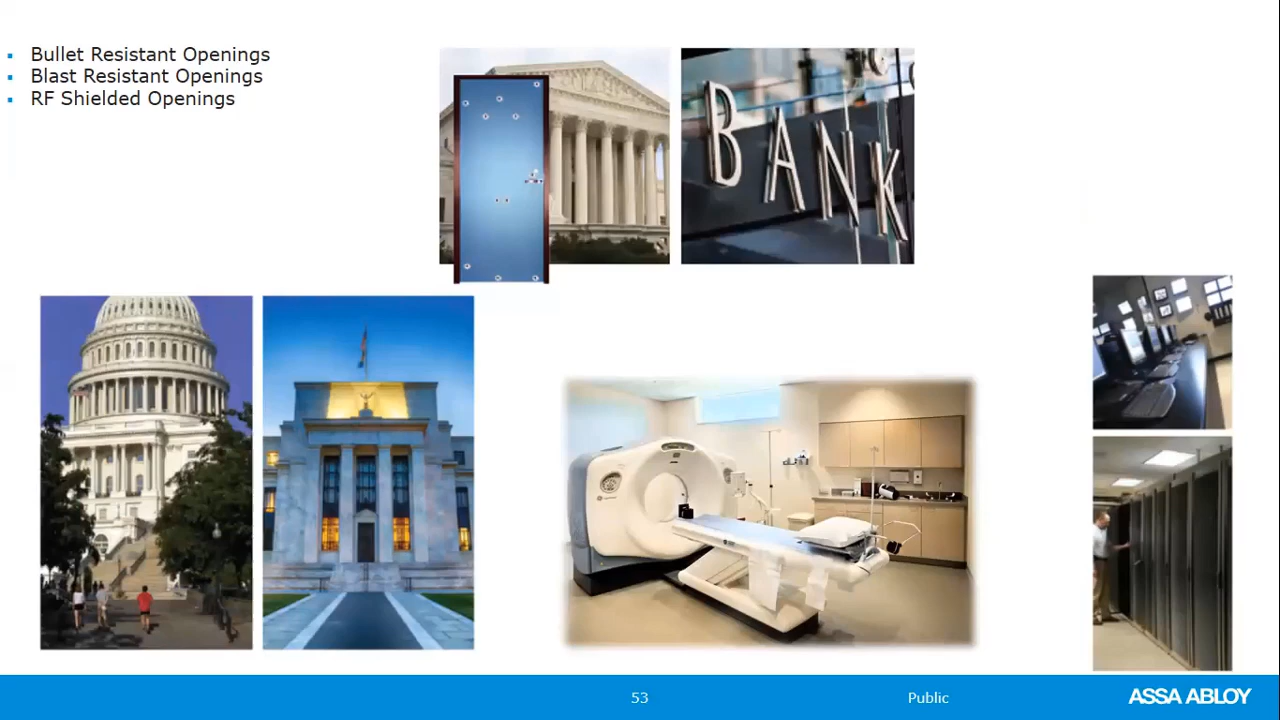 Bullet Resistant Openings
Blast Resistant Openings
RF Shielded Openings
BANK
53
Public
ASSA ABLOY